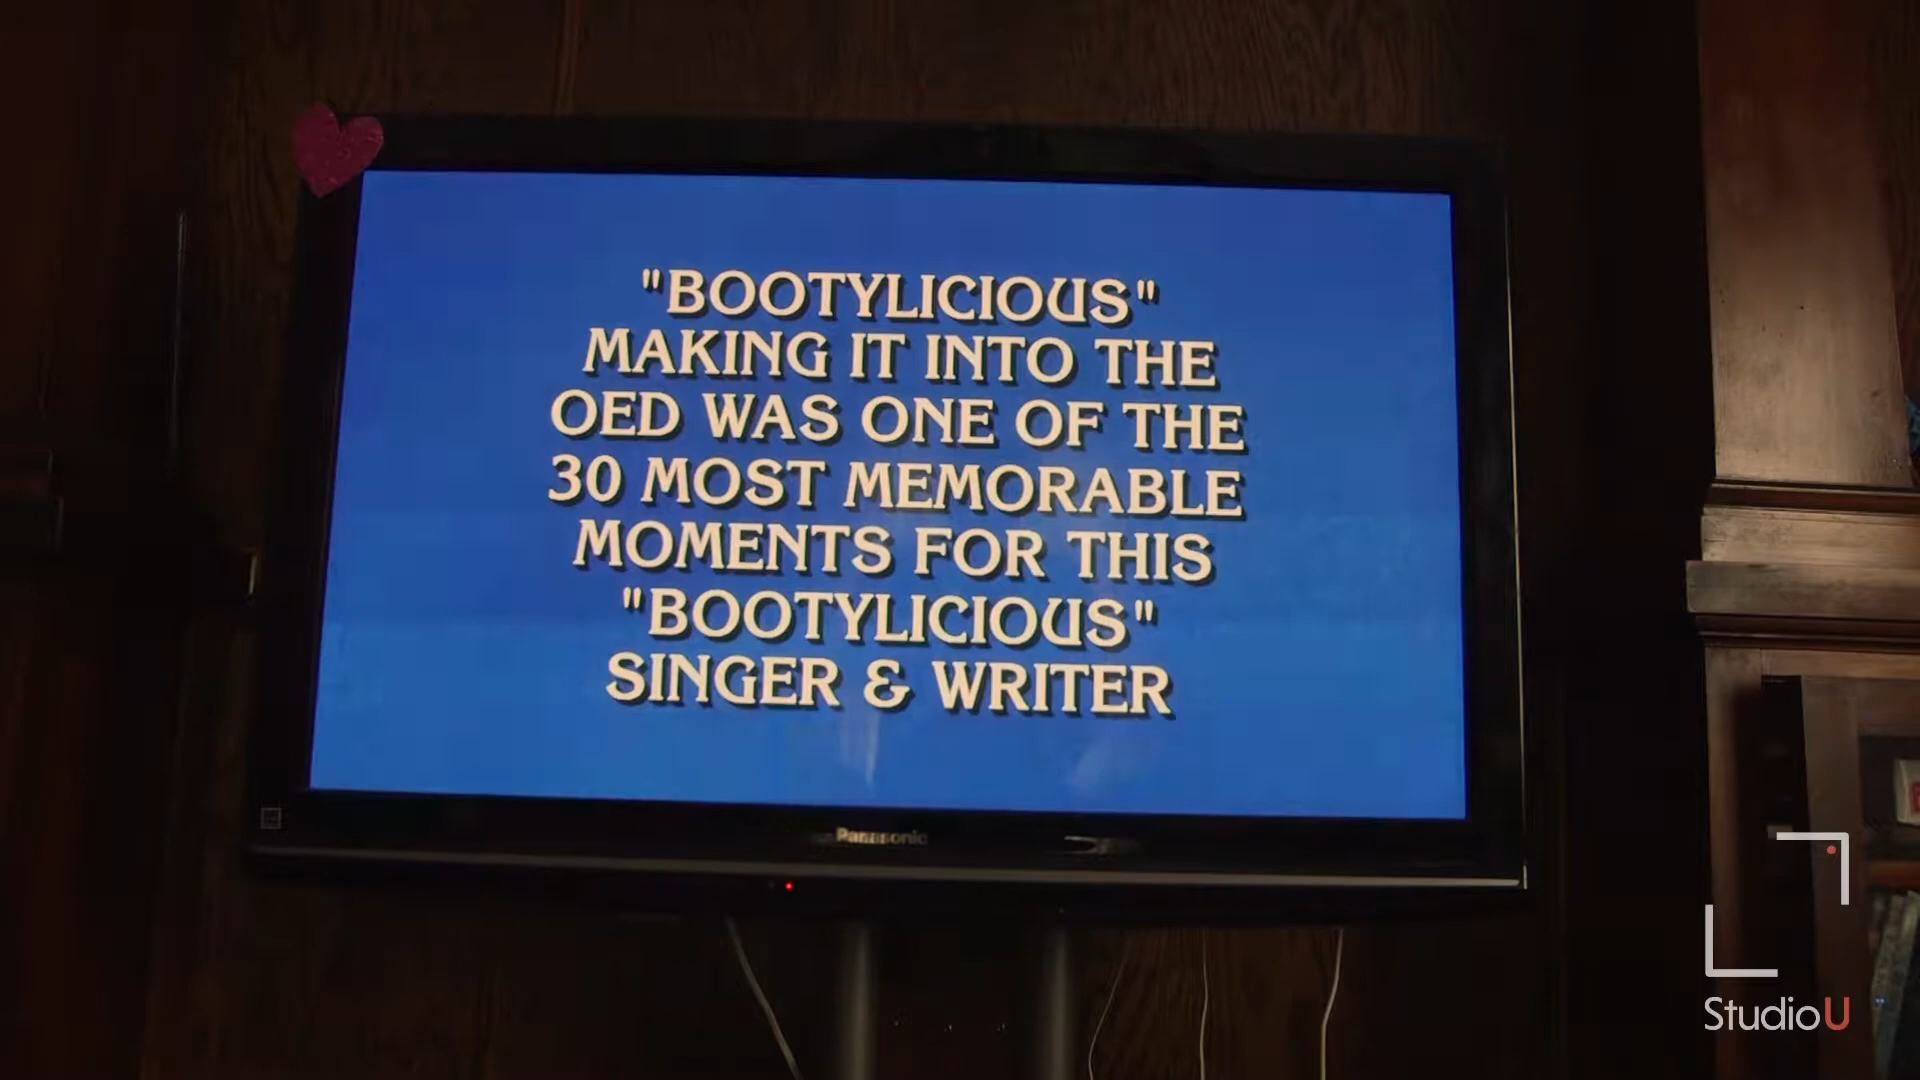 "BOOTYLICIOUS"
MAKING IT INTO THE
OED WAS ONE OF THE
30 MOST MEMORABLE
MOMENTS FOR THIS
"BOOTYLICIOUS"
SINGER & WRITER
Panasonic
StudioU